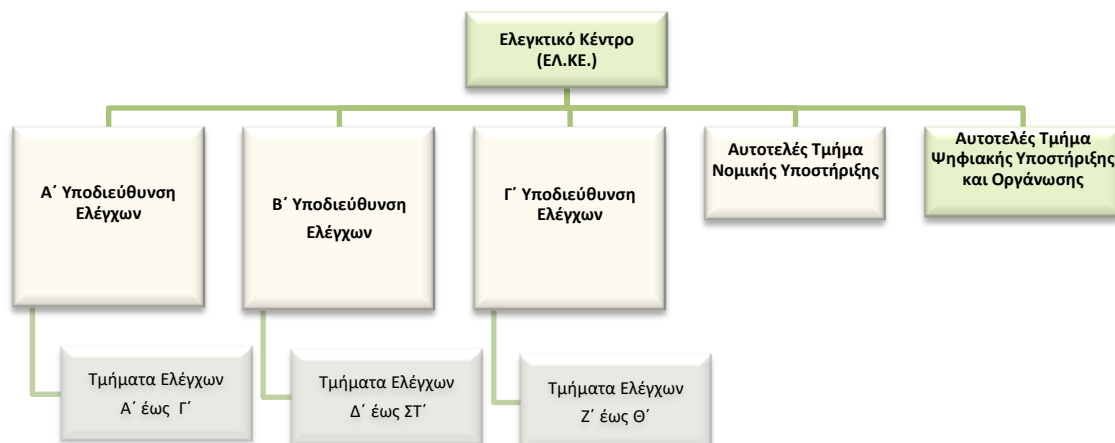 Ελεγκτικό Κέντρο
(ΕΛ.ΚΕ.)
Α΄ Υποδιεύθυνση
Ελέγχων
Β΄ Υποδιεύθυνση
Ελέγχων
Γ΄ Υποδιεύθυνση
Ελέγχων
Αυτοτελές Τμήμα
Νομικής Υποστήριξης
Αυτοτελές Τμήμα
Ψηφιακής Υποστήριξης
και Οργάνωσης
Τμήματα Ελέγχων
Α΄ έως Γ΄
Τμήματα Ελέγχων
Δ΄ έως ΣΤ΄
Τμήματα Ελέγχων
Ζ΄ έως Θ΄